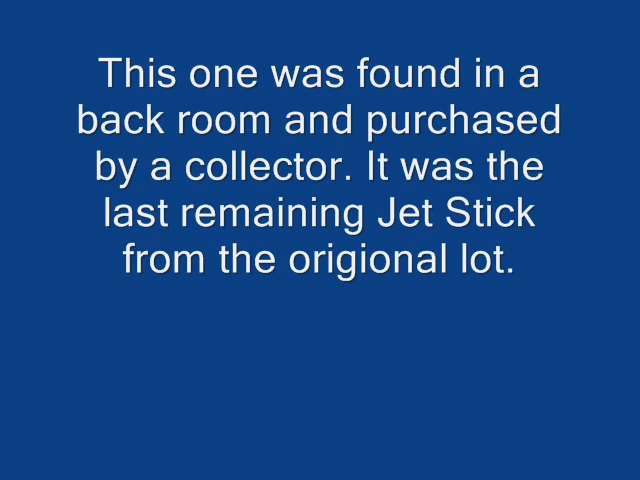 This one was found in a
back room and purchased
by a collector. It was the
last remaining Jet Stick
from the origional lot.